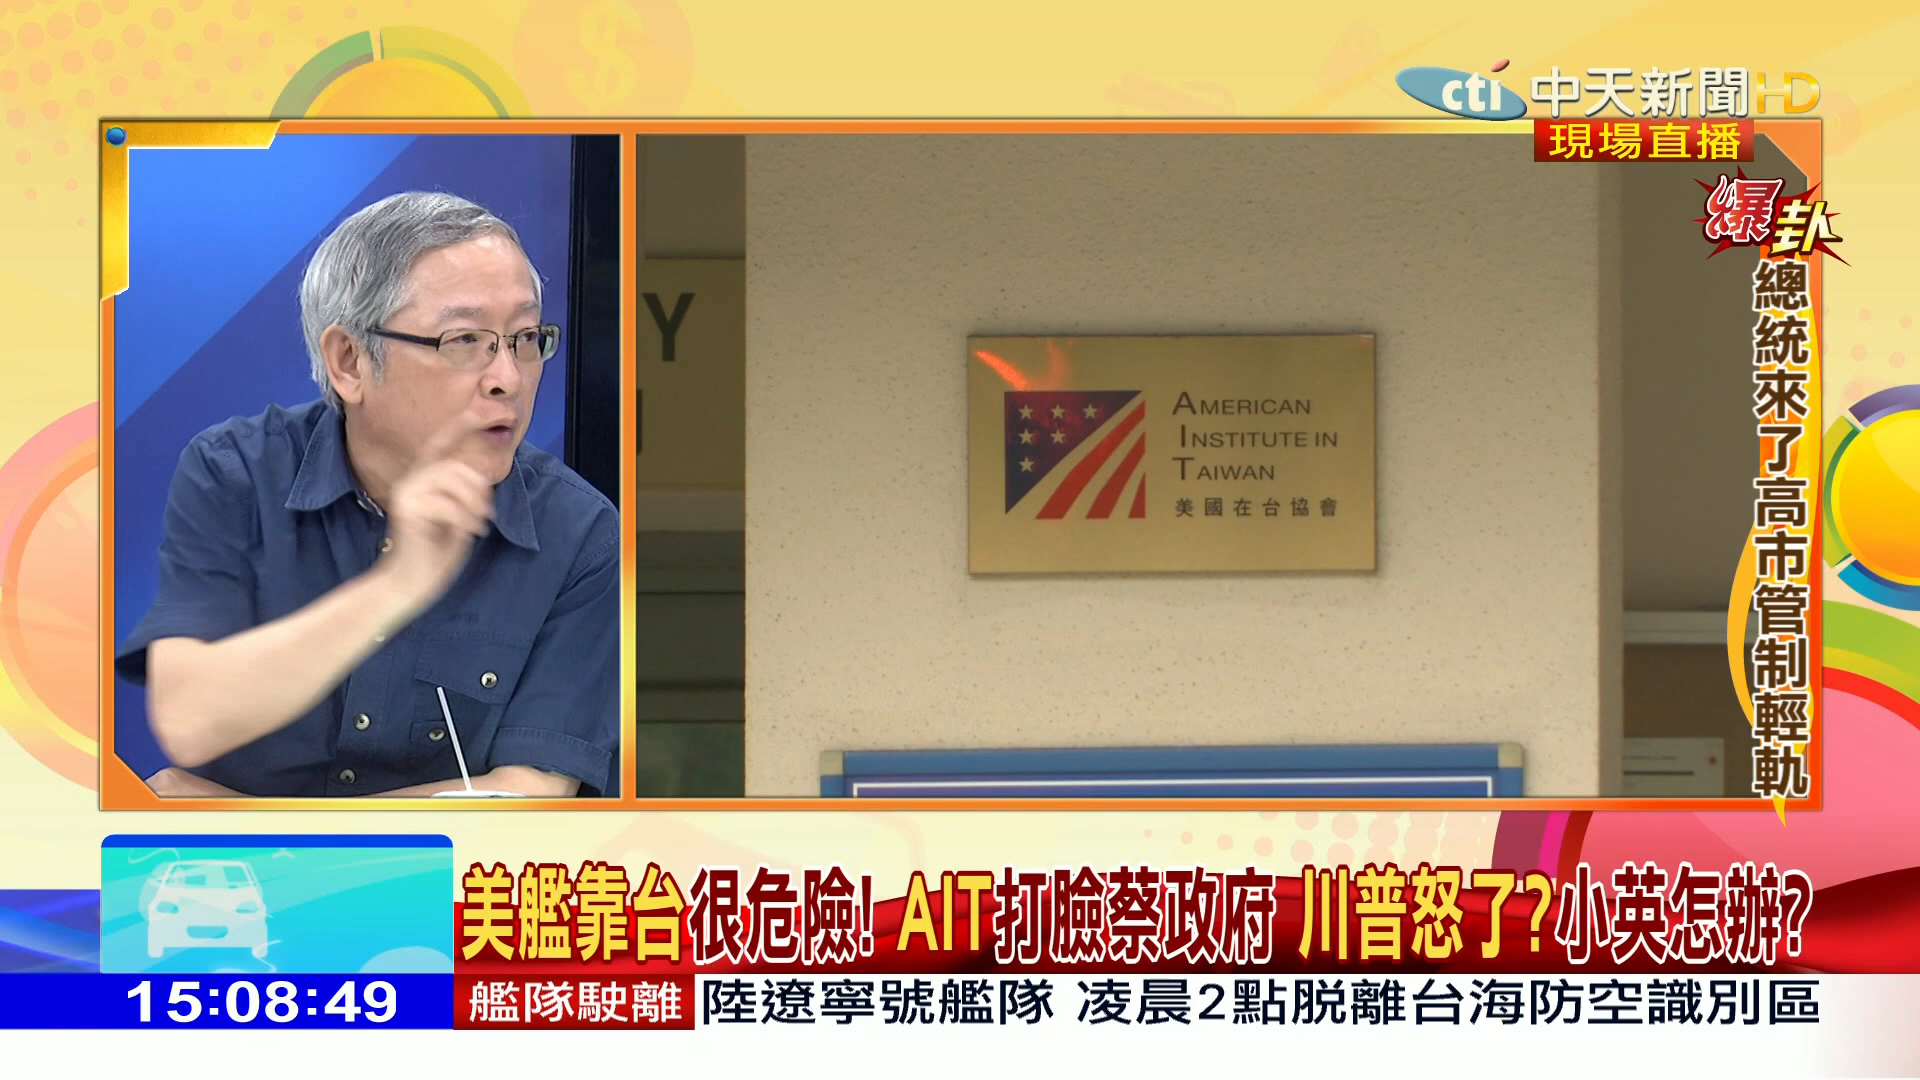 cti 中天新聞HD
現場直播
爆卦
總統來了高市管制輕軌
Y
AMERICAN
INSTITUTE IN
TAIWAN
美國在台協會
美艦靠台很危險! AIT打臉蔡政府 川普怒了?小英怎辦?
15:08:49
艦隊駛離 陸遼寧號艦隊 凌晨2點脫離台海防空識別區